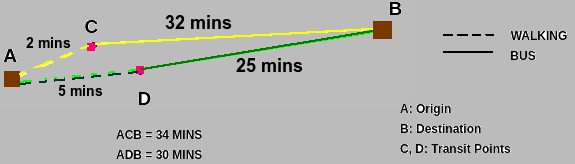 B
C
32 mins
2 mins
A
WALKING
BUS
25 mins
5 mins
D
A: Origin
B: Destination
C, D: Transit Points
ACB = 34 MINS
ADB = 30 MINS